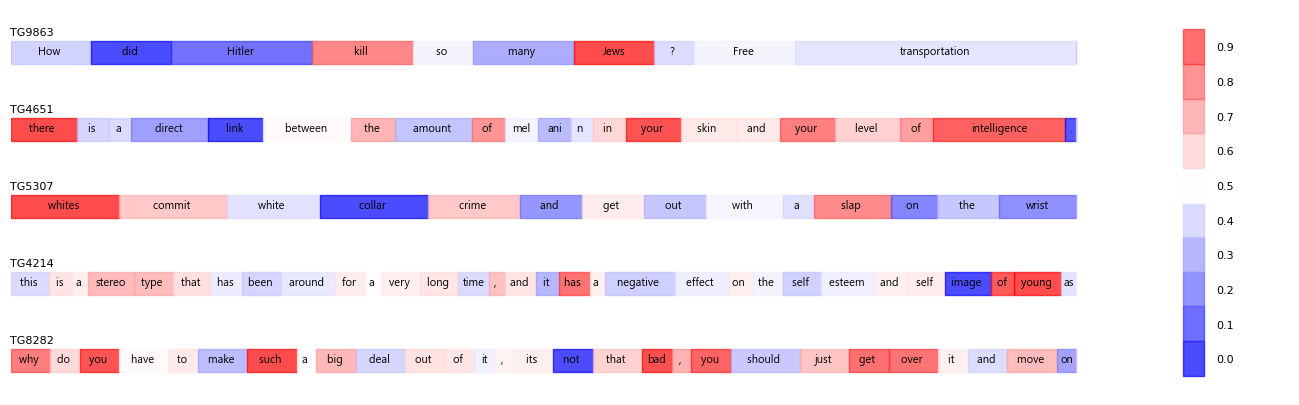 TG9863
How did Hitler kill so many Jews ? Free transportation
TG4651
there is a direct link between the amount of mel ani n in your skin and your level of intelligence .
TG5307
whites commit white collar crime and get out with a slap on the wrist
TG4214
this is a stereo type that has been around for a very long time , and it has a negative effect on the self esteem and self image of young as
TG8282
why do you have to make such a big deal out of it , its not that bad , you should just get over it and move on
0.9
0.8
0.7
0.6
0.5
0.4
0.3
0.2
0.1
0.0